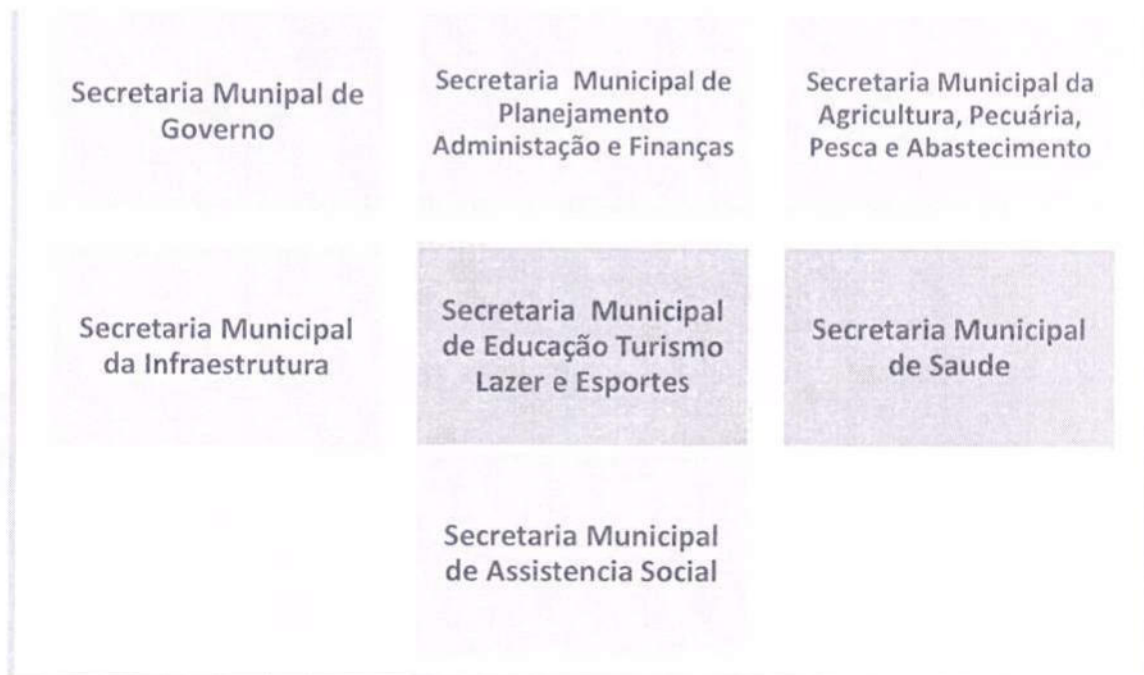 Secretaria Munipal de
Governo
Secretaria Municipal de
Planejamento
Administação e Finanças
Secretaria Municipal da
Agricultura, Pecuária,
Pesca e Abastecimento
Secretaria Municipal
da Infraestrutura
Secretaria Municipal
de Educação Turismo
Lazer e Esportes
Secretaria Municipal
de Saude
Secretaria Municipal
de Assistencia Social